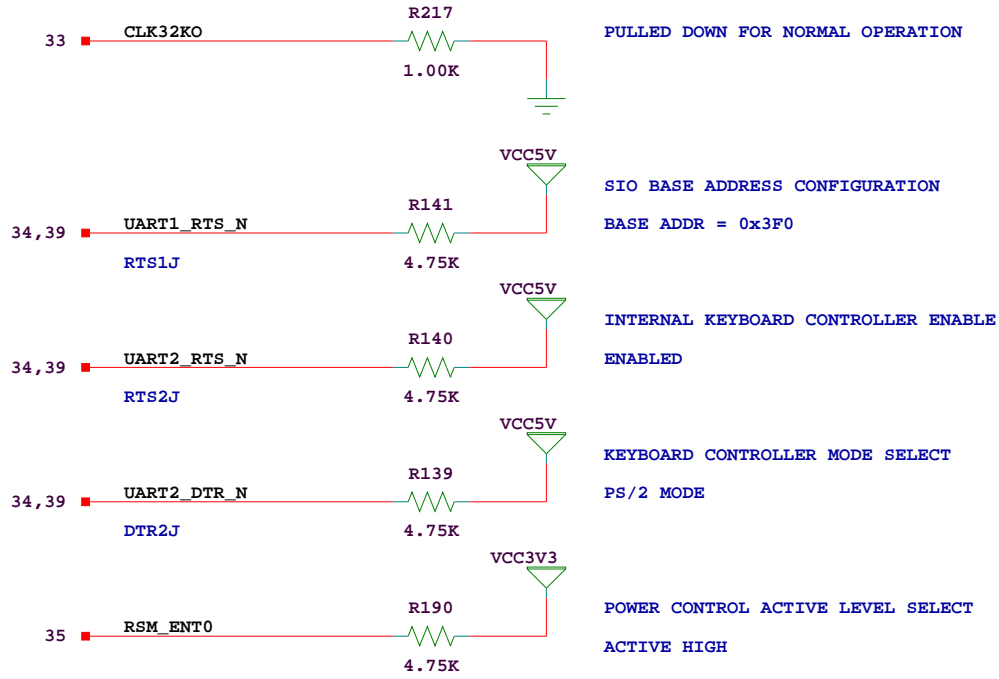 R217
33 CLK32KO PULLED DOWN FOR NORMAL OPERATION
1.00K
VCC5V
SIO BASE ADDRESS CONFIGURATION
R141
34,39 UART1_RTS_N BASE ADDR = 0x3F0
RTS1J 4.75K
VCC5V
INTERNAL KEYBOARD CONTROLLER ENABLE
R140
34,39 UART2_RTS_N ENABLED
RTS2J 4.75K
VCC5V
KEYBOARD CONTROLLER MODE SELECT
R139
34,39 UART2_DTR_N PS/2 MODE
DTR2J 4.75K
VCC3V3
R190 POWER CONTROL ACTIVE LEVEL SELECT
35 RSM_ENT0 ACTIVE HIGH
4.75K